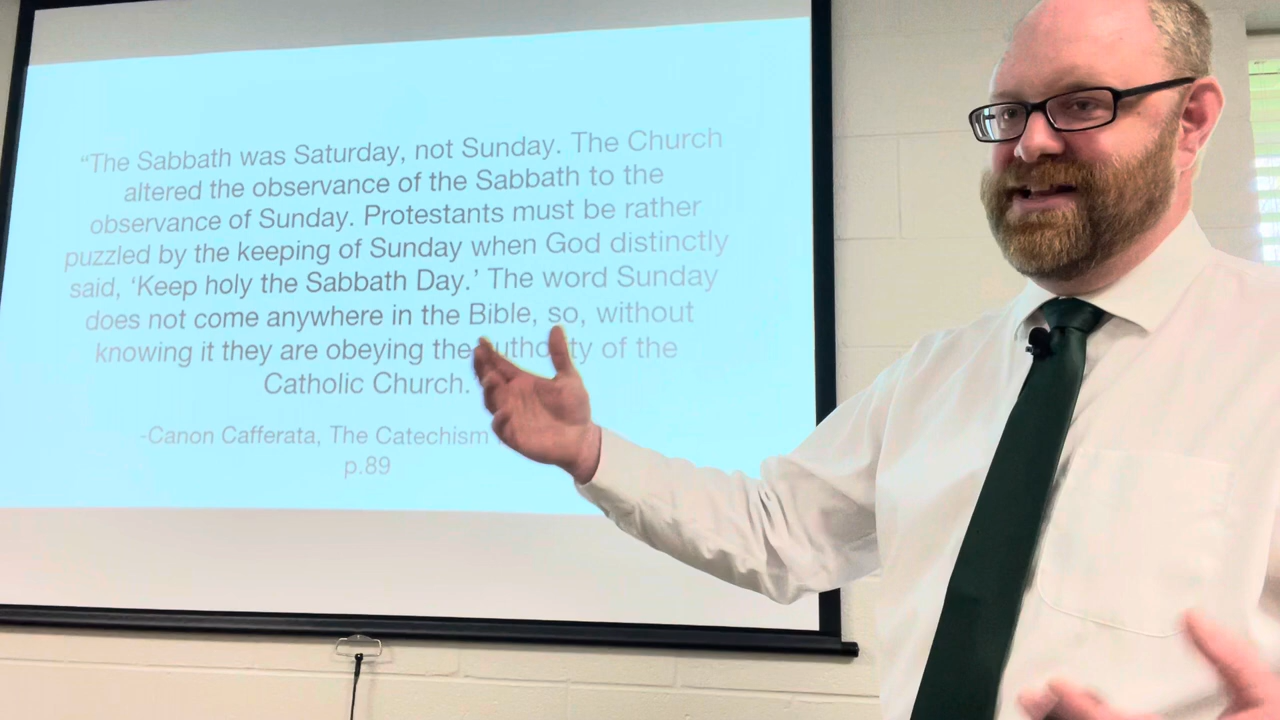 “The Sabbath was Saturday, not Sunday. The Church
altered the observance of the Sabbath to the
observance of Sunday. Protestants must be rather
puzzled by the keeping of Sunday when God distinctly
said, ‘Keep holy the Sabbath Day.’ The word Sunday
does not come anywhere in the Bible, so, without
knowing it they are obeying the authority of the
Catholic Church.
-Canon Cafferata, The Catechism
p.89